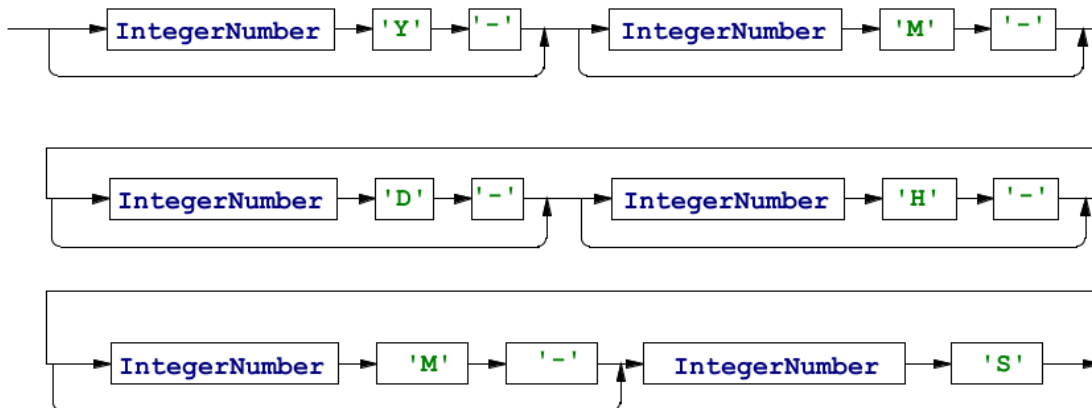 IntegerNumber 'Y' '-' IntegerNumber 'M' '-'
IntegerNumber 'D' '-' IntegerNumber 'H' '-'
IntegerNumber 'M' '-' IntegerNumber 'S'